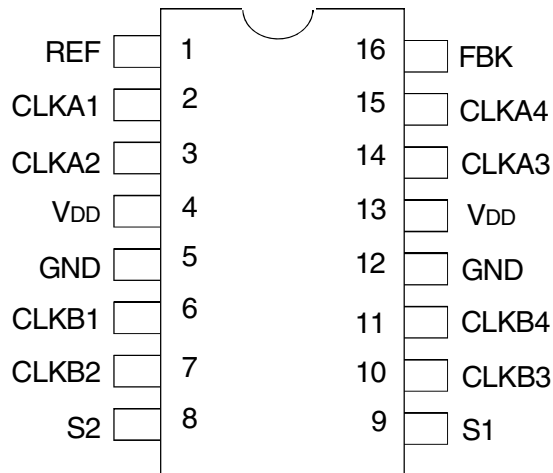 REF 1 16 FBK
CLKA1 2 15 CLKA4
CLKA2 3 14 CLKA3
VDD 4 13 VDD
GND 5 12 GND
CLKB1 6 11 CLKB4
CLKB2 7 10 CLKB3
S2 8 9 S1